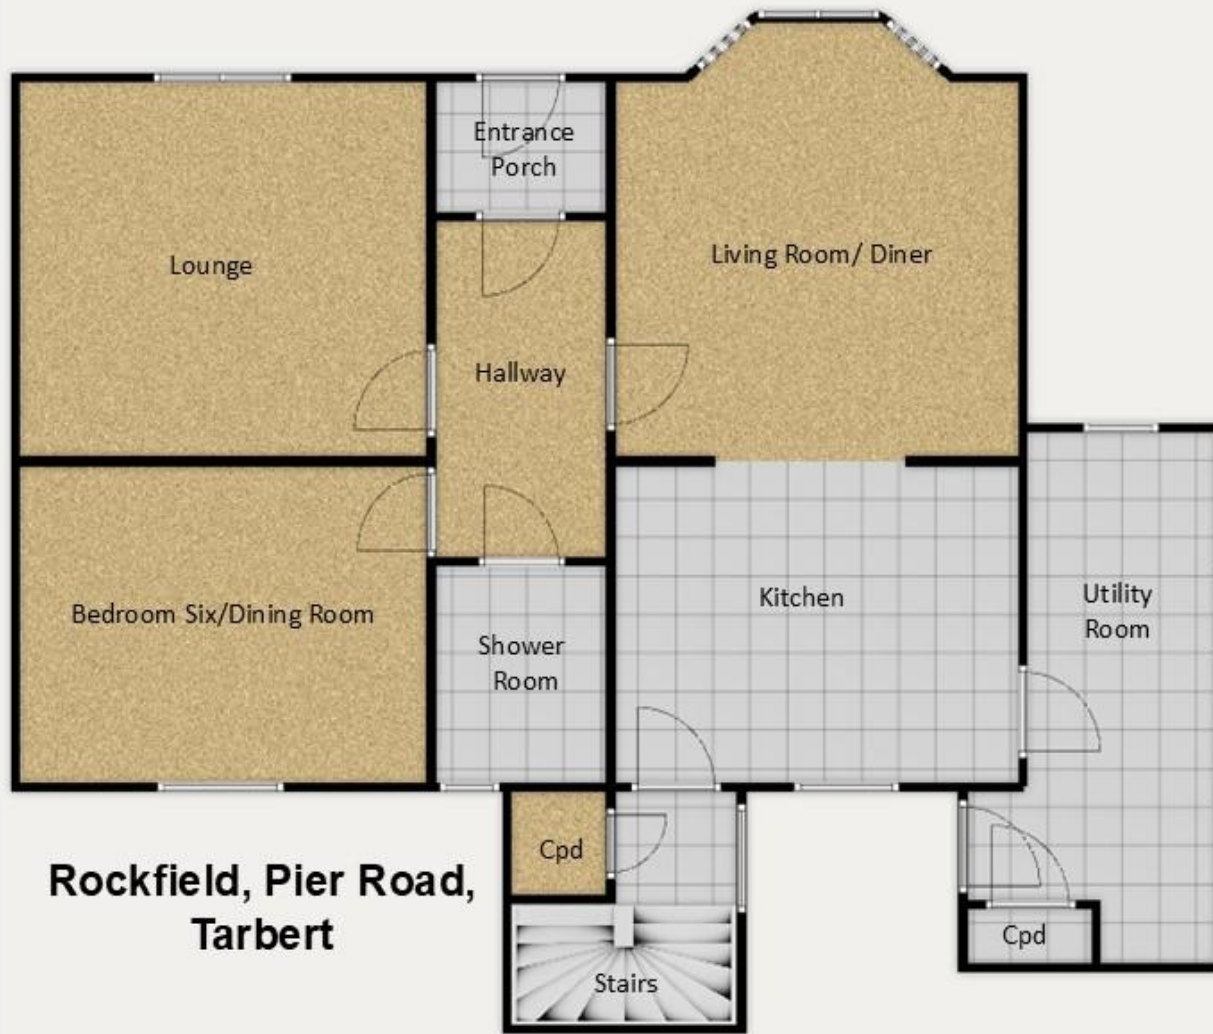 Entrance
Porch
Lounge
Living Room/ Diner
Hallway
Bedroom Six/Dining Room
Shower
Room
Kitchen
Utility
Room
Cpd
Rockfield, Pier Road,
Tarbert
Stairs
Cpd